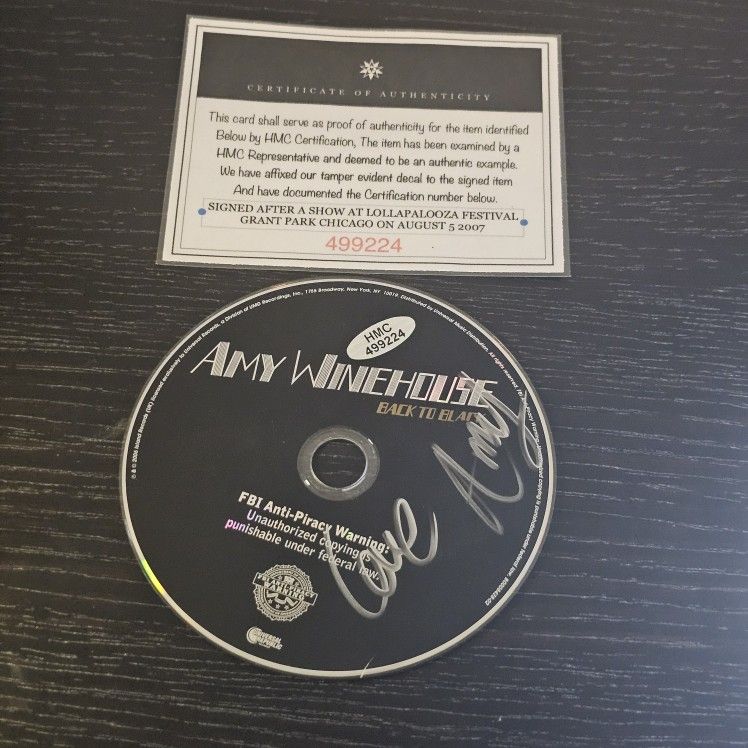 CERTIFICATE OF AUTHENTICITY
This card shall serve as proof of authenticity for the item identified
Below by HMC Certification, The item has been examined by a
HMC Representative and deemed to be an authentic example.
We have affixed our tamper evident decal to the signed item
And have documented the Certification number below.
SIGNED AFTER A SHOW AT LOLLAPALOOZA FESTIVAL
GRANT PARK CHICAGO ON AUGUST 5 2007
499224
HMC
499224
AMY WINEHOUSE
BACK TO BLACK
Love Amy
FBI Anti-Piracy Warning:
Unauthorized copying is
punishable under federal law.
UNIVERSAL
REPUBLIC